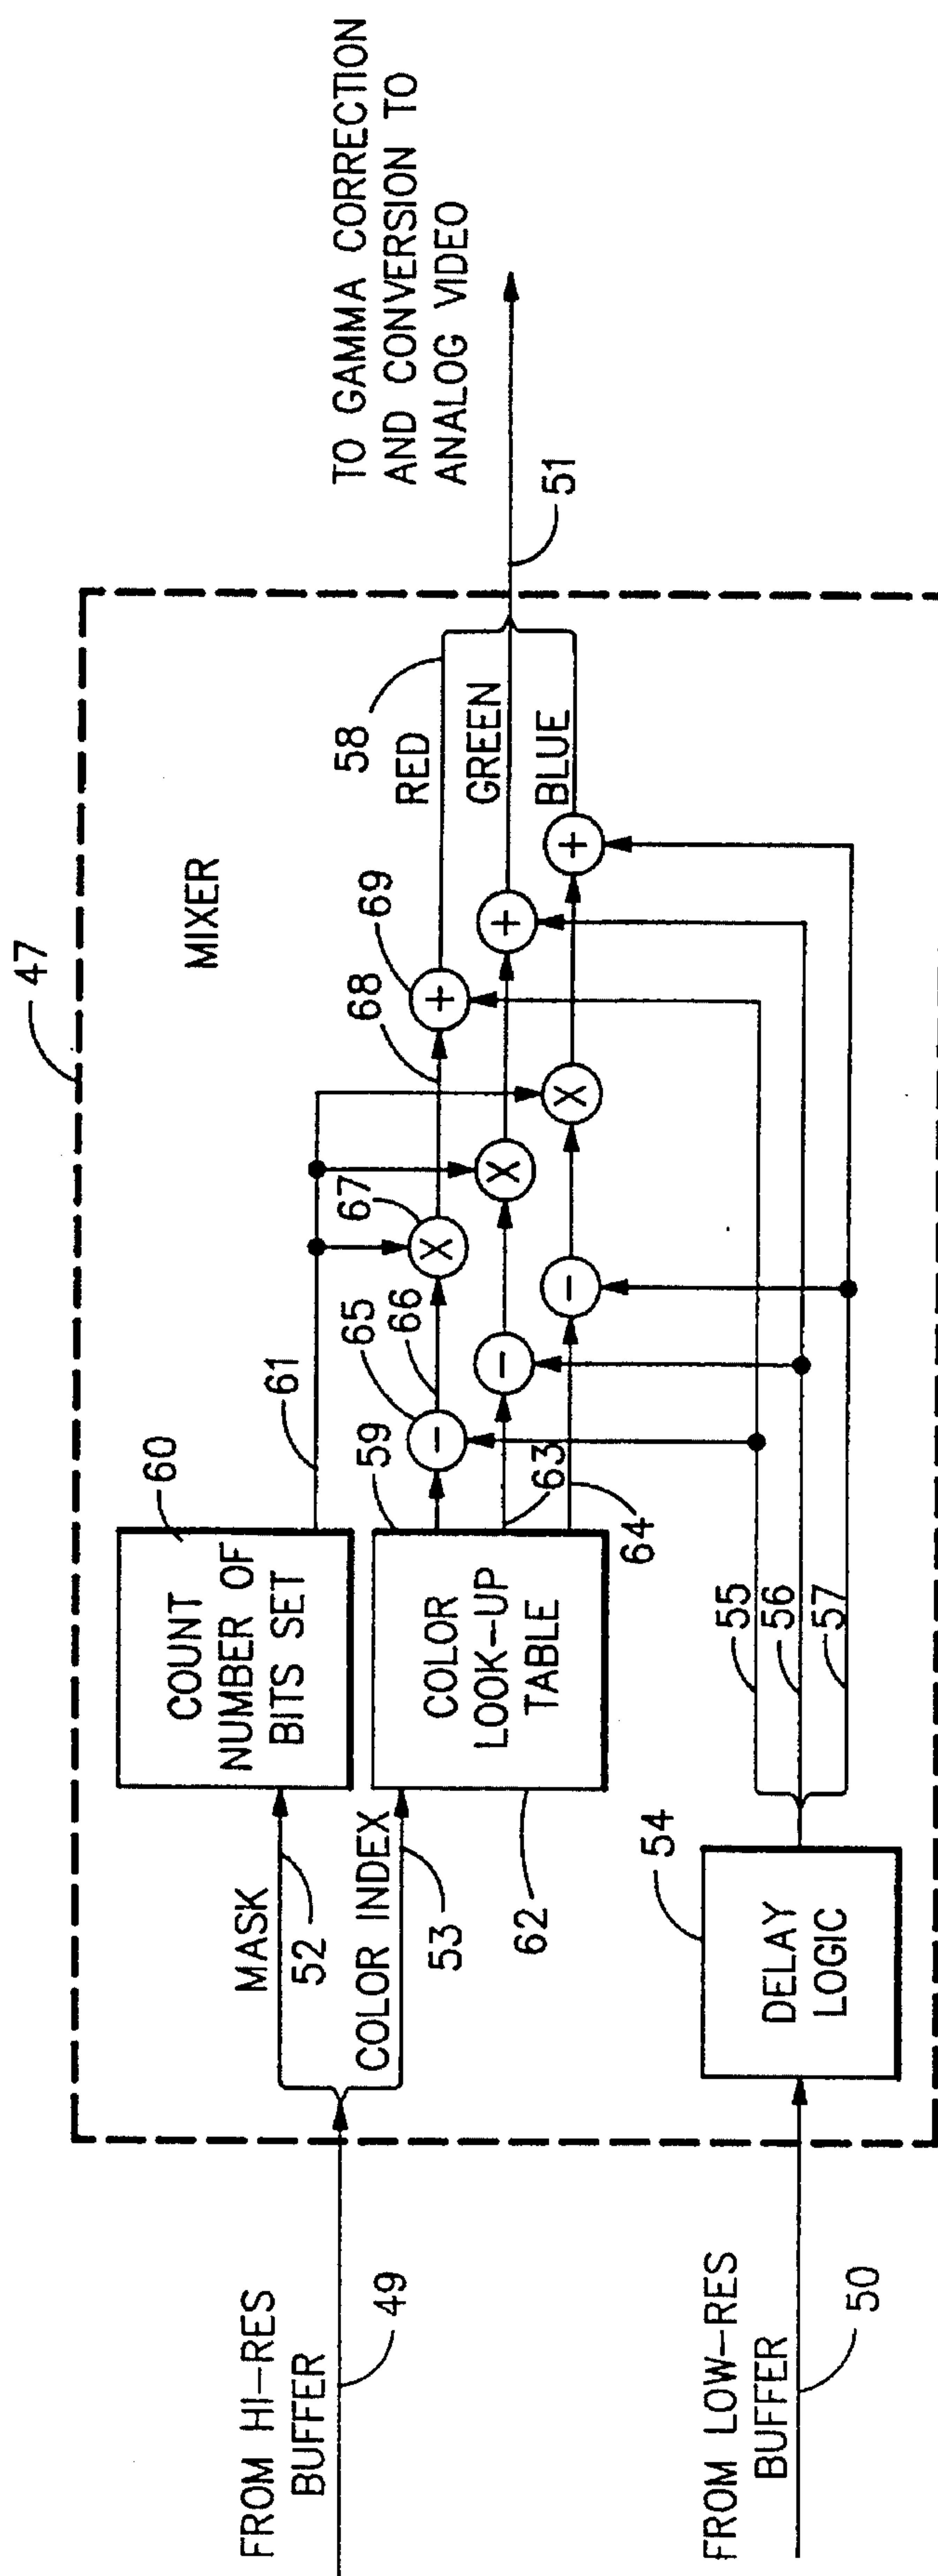 47
MIXER
FROM HI-RES
BUFFER
49
MASK
52
COLOR INDEX
53
COUNT
NUMBER OF
BITS SET
60
61
COLOR
LOOK-UP
TABLE
59
62
63
64
65
66
67
68
69
-
-
-
X
X
X
+
+
+
58
RED
GREEN
BLUE
51
TO GAMMA CORRECTION
AND CONVERSION TO
ANALOG VIDEO
FROM LOW-RES
BUFFER
50
DELAY
LOGIC
54
55
56
57